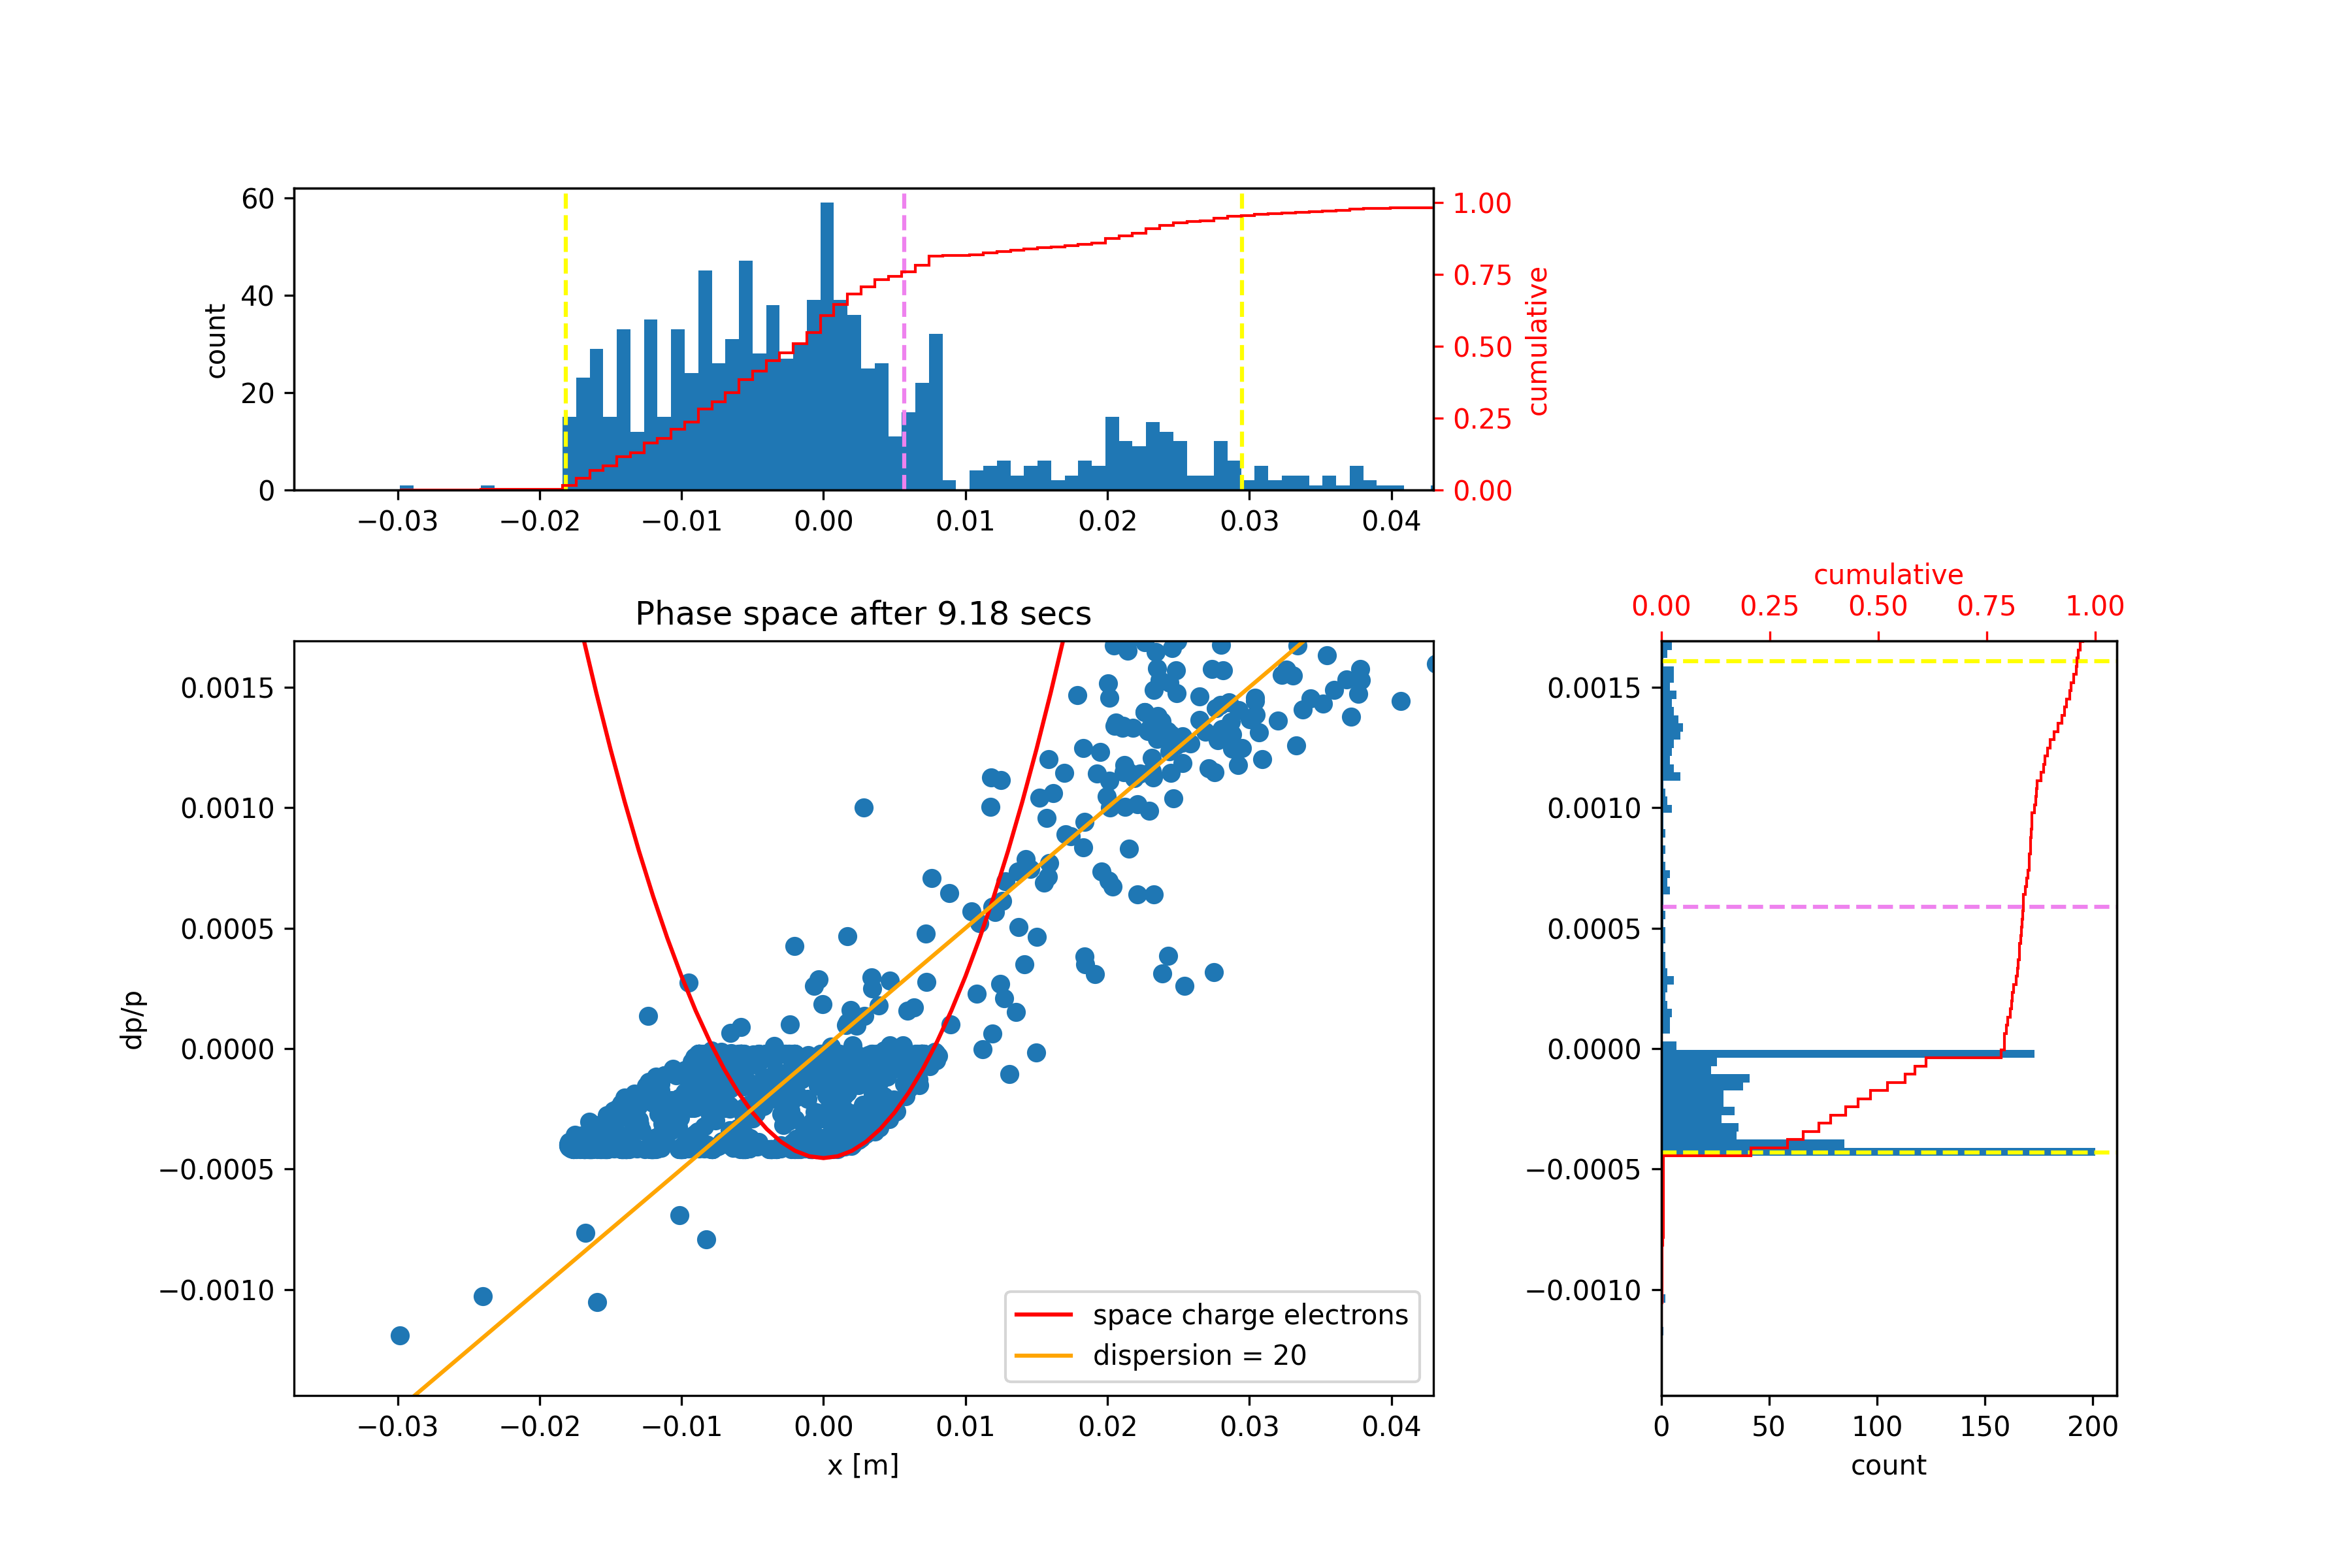 60
40
20
0
count
1.00
0.75
0.50
0.25
0.00
cumulative
−0.03 −0.02 −0.01 0.00 0.01 0.02 0.03 0.04
Phase space after 9.18 secs
0.0015
0.0010
0.0005
0.0000
−0.0005
−0.0010
dp/p
space charge electrons
dispersion = 20
−0.03 −0.02 −0.01 0.00 0.01 0.02 0.03 0.04
x [m]
cumulative
0.00 0.25 0.50 0.75 1.00
0.0015
0.0010
0.0005
0.0000
−0.0005
−0.0010
0 50 100 150 200
count